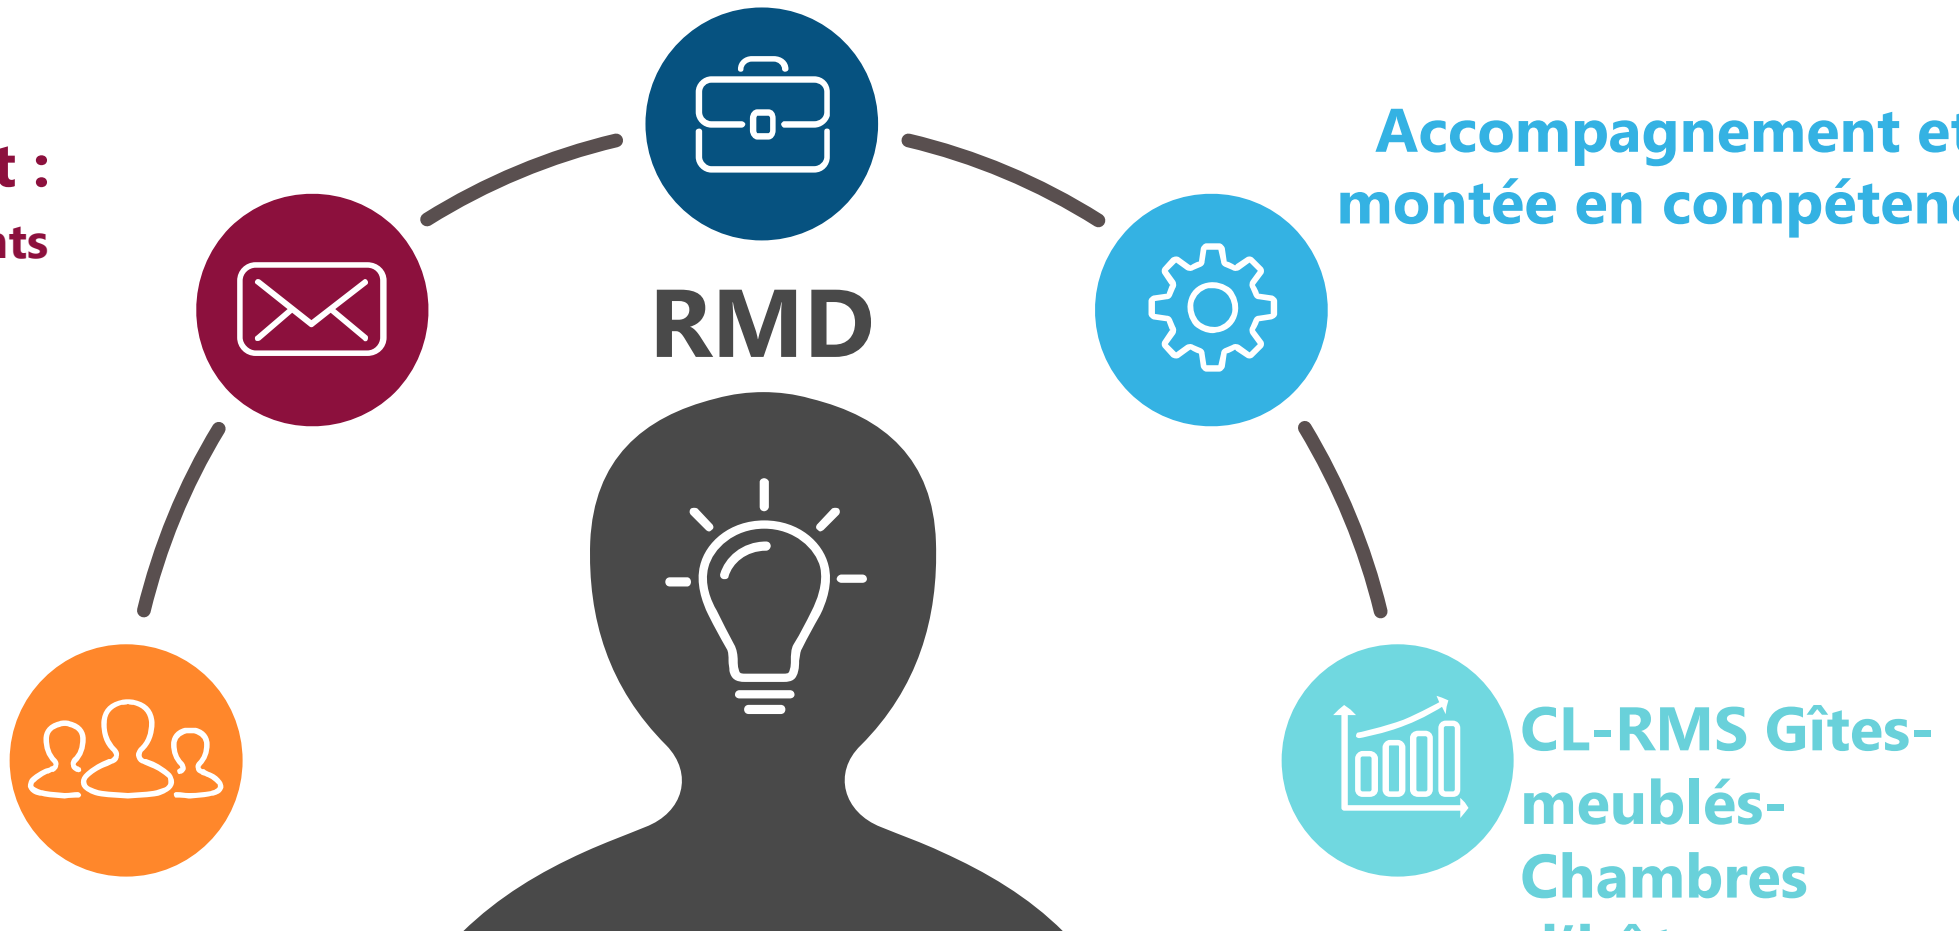 t :
nts
RMD
Accompagnement et
montée en compétenc
CL-RMS Gîtes-
meublés-
Chambres